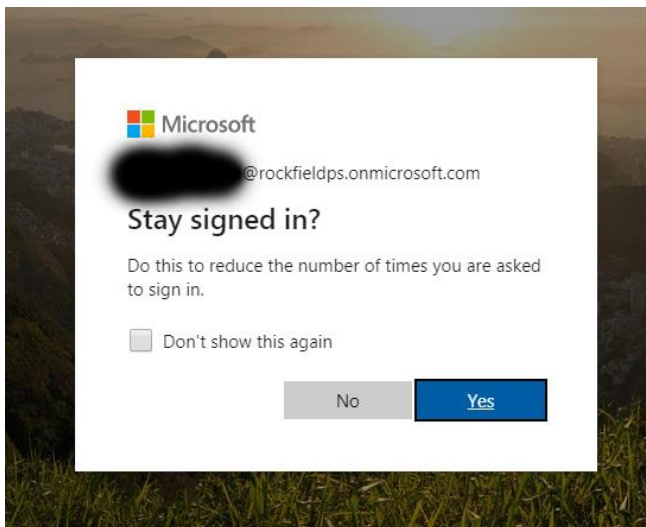 Microsoft
@rockfieldps.onmicrosoft.com
Stay signed in?
Do this to reduce the number of times you are asked
to sign in.
Don't show this again
No
Yes